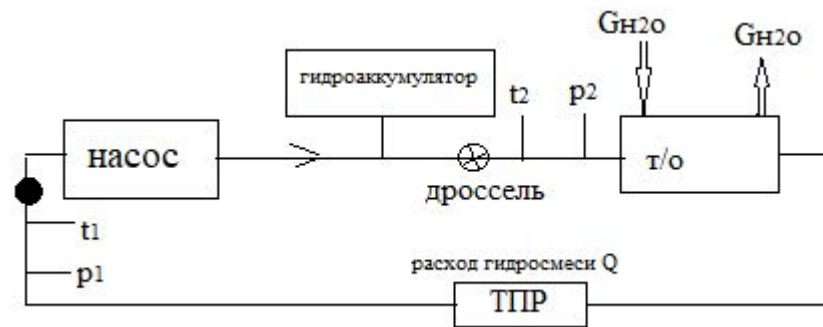 Gн2о
Gн2о
гидроаккумулятор
t2
p2
насос
т/о
дроссель
t1
p1
расход гидросмеси Q
ТПР